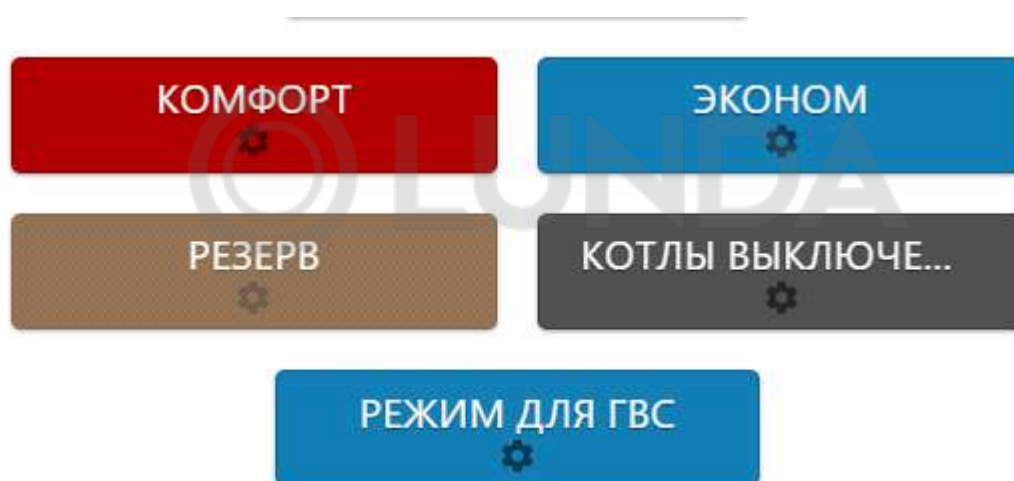 КОМФОРТ
ЭКОНОМ
LUNDA
РЕЗЕРВ
КОТЛЫ ВЫКЛЮЧЕ...
РЕЖИМ ДЛЯ ГВС